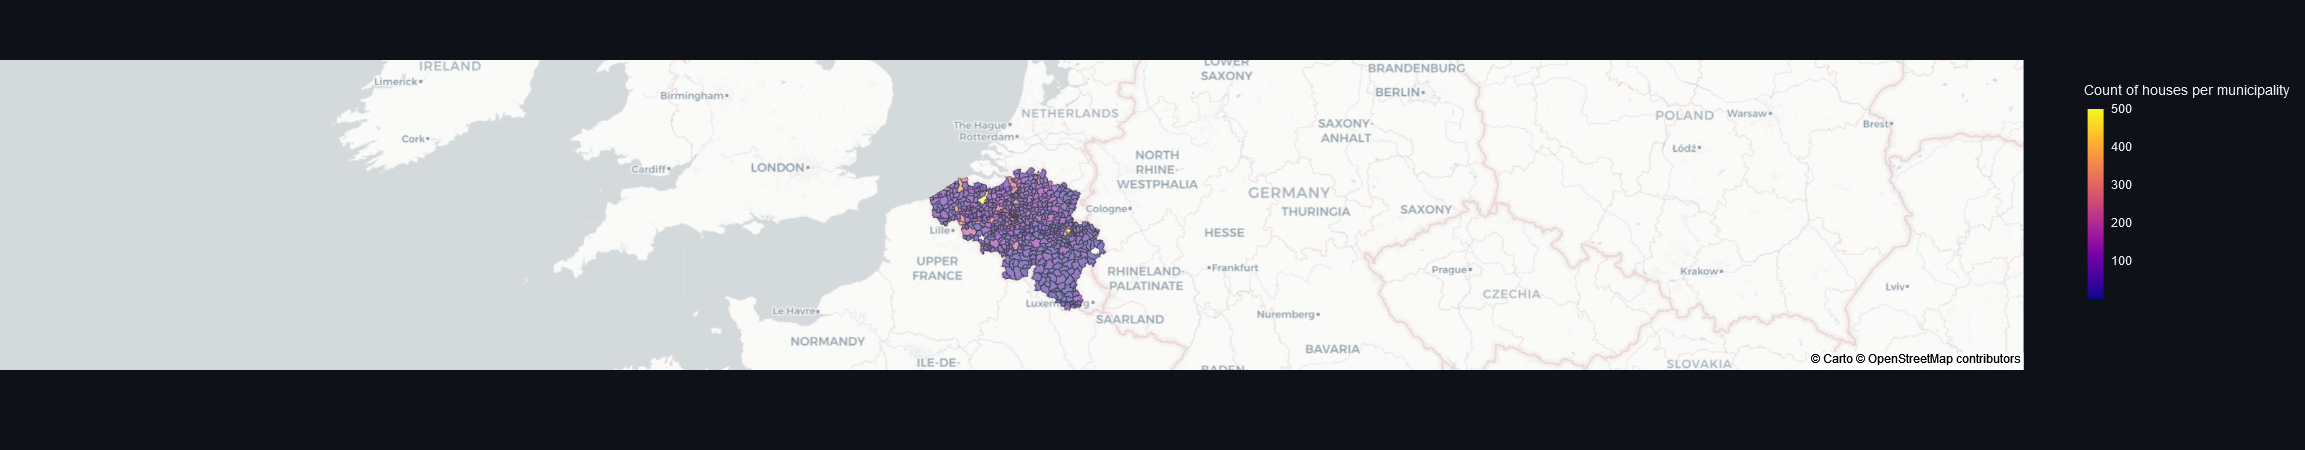 IRELAND
Limerick
Cork
Birmingham
Cardiff
LONDON
The Hague
Rotterdam
NETHERLANDS
LOWER
SAXONY
BRANDENBURG
BERLIN
SAXONY-
ANHALT
NORTH
RHINE-
WESTPHALIA
Cologne
GERMANY
THURINGIA
SAXONY
HESSE
Frankfurt
RHINELAND-
PALATINATE
SAARLAND
Nuremberg
BAVARIA
BADEN
POLAND
Warsaw
Łódź
Brest
Krakow
Lviv
Prague
CZECHIA
SLOVAKIA
Lille
UPPER
FRANCE
Le Havre
NORMANDY
ILE-DE-
© Carto © OpenStreetMap contributors
Count of houses per municipality
500
400
300
200
100